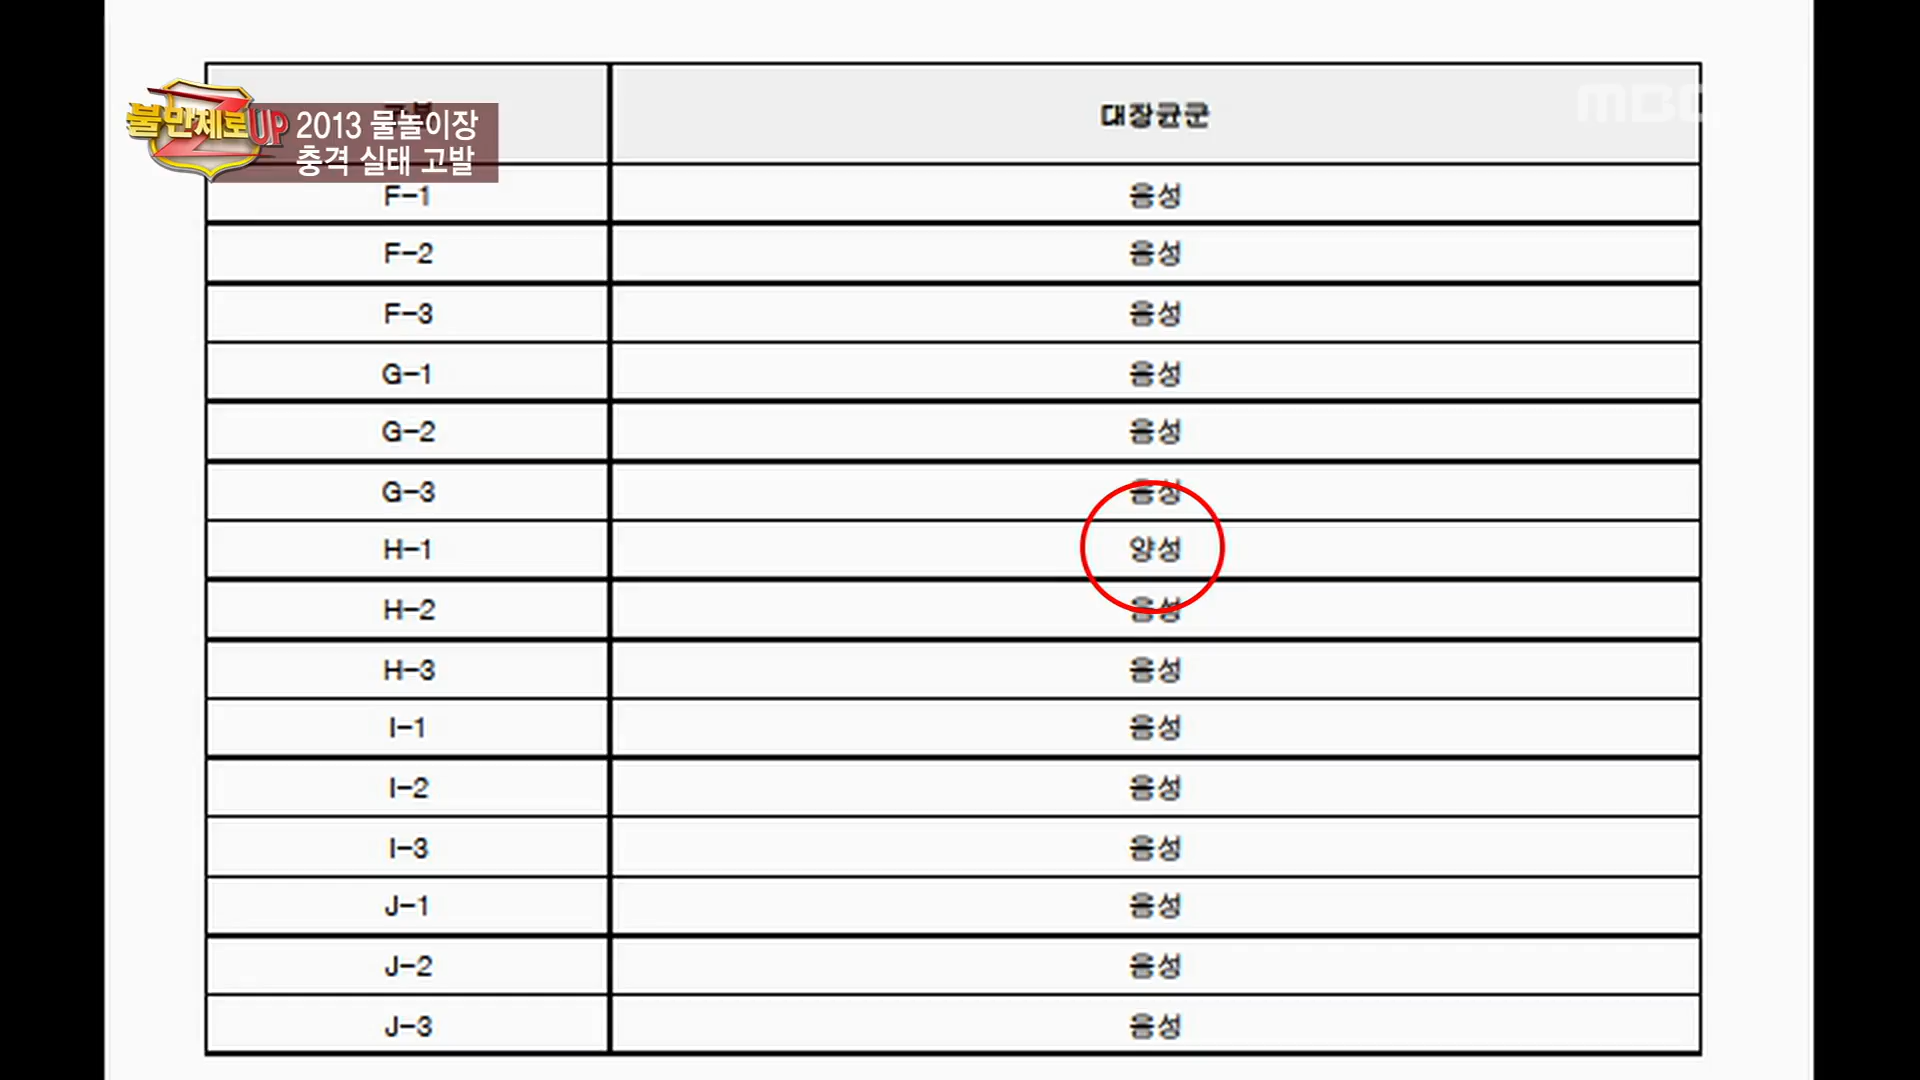 불만제로UP
2013 물놀이장
충격 실태 고발
MBC
대장균군
F-1 음성
F-2 음성
F-3 음성
G-1 음성
G-2 음성
G-3 음성
H-1 양성
H-2 음성
H-3 음성
I-1 음성
I-2 음성
I-3 음성
J-1 음성
J-2 음성
J-3 음성